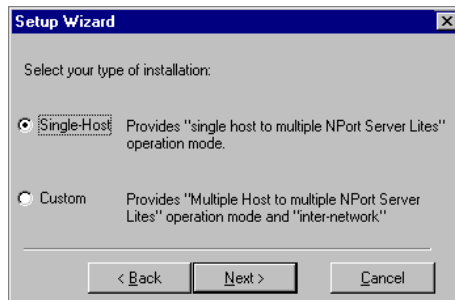 Setup Wizard
Select your type of installation:
Single-Host
Provides "single host to multiple NPort Server Lites"
operation mode.
Custom
Provides "Multiple Host to multiple NPort Server
Lites" operation mode and "inter-network"
< Back
Next >
Cancel